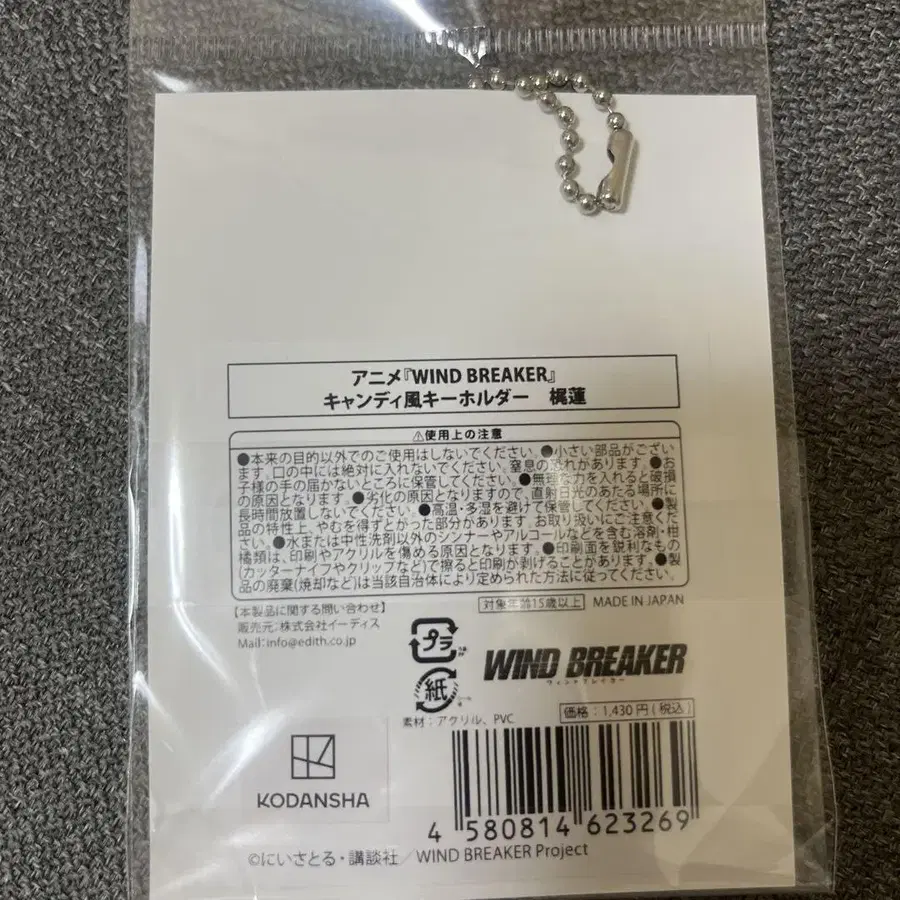 アニメ『WIND BREAKER』
キャンディ風キーホルダー　梶蓮
⚠使用上の注意
●本来の目的以外でのご使用はしないでください。●小さい部品がござい
ます。口の中には絶対に入れないでください。窒息の恐れがあります。●お
子様の手の届かないところに保管してください。●無理な力を入れると破損
の原因となります。●劣化の原因となりますので、直射日光のあたる場所に
長時間放置しないでください。●高温・多湿を避けて保管してください。●製
品の特性上、やむを得ずとがった部分があります。お取り扱いにご注意くだ
さい。●水または中性洗剤以外のシンナーやアルコールなどを含む溶剤・柑
橘類は、印刷やアクリルを傷める原因となります。●印刷面を鋭利なもの
(カッターナイフやクリップなど)で擦ると印刷が剥げることがあります。●製
品の廃棄(焼却など)は当該自治体により定められた方法に従ってください。
【本製品に関する問い合わせ】
販売元：株式会社イーディス
Mail：info@edith.co.jp
対象年齢15歳以上
MADE IN JAPAN
プラ
紙
WIND BREAKER
ウィンドブレイカー
素材：アクリル、PVC
価格：1,430円(税込)
KODANSHA
4 580814 623269
©にいさとる・講談社／WIND BREAKER Project